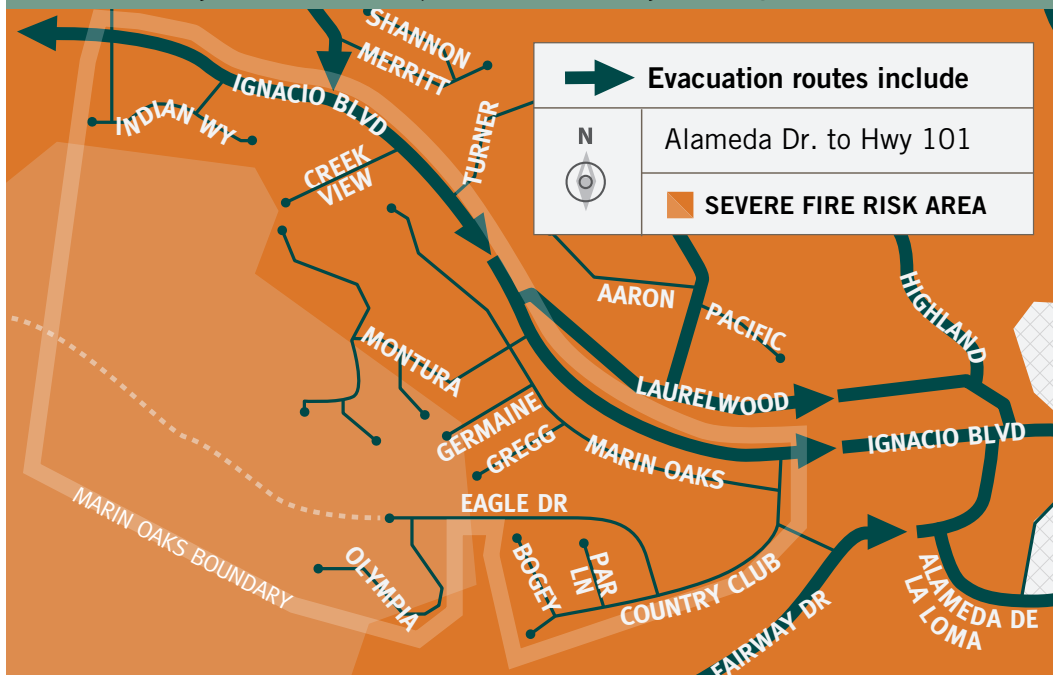 SHANNON
MERRITT
IGNACIO BLVD
INDIAN WY
TURNER
CREEK
VIEW
Evacuation routes include
N
Alameda Dr. to Hwy 101
SEVERE FIRE RISK AREA
AARON
PACIFIC
HIGHLAND
MONTURA
LAURELWOOD
GERMAINE
GREGG
MARIN OAKS
IGNACIO BLVD
EAGLE DR
MARIN OAKS BOUNDARY
OLYMPIA
BOGEY
PAR
LN
COUNTRY CLUB
FAIRWAY DR
ALAMEDA DE
LA LOMA